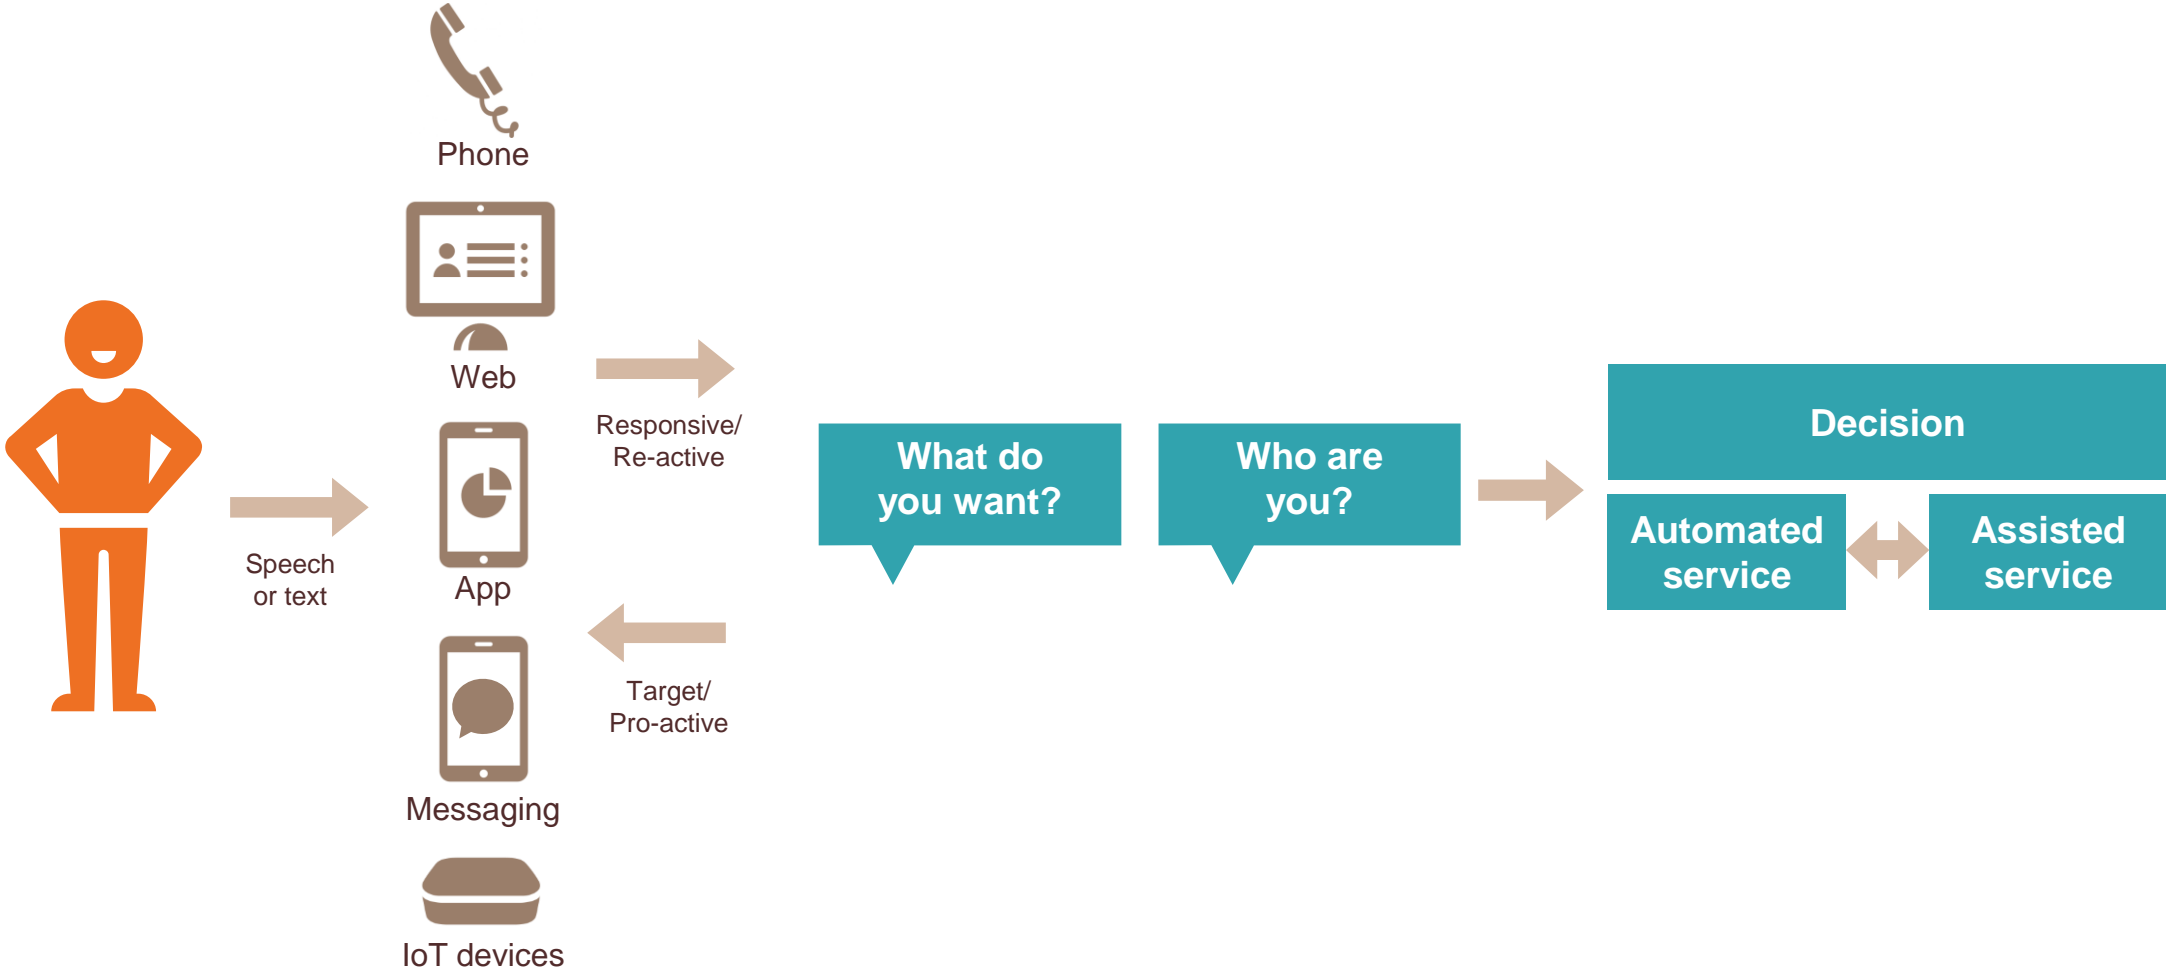 Phone
Web
App
Messaging
IoT devices
Speech
or text
Responsive/
Re-active
Target/
Pro-active
What do
you want?
Who are
you?
Decision
Automated
service
Assisted
service